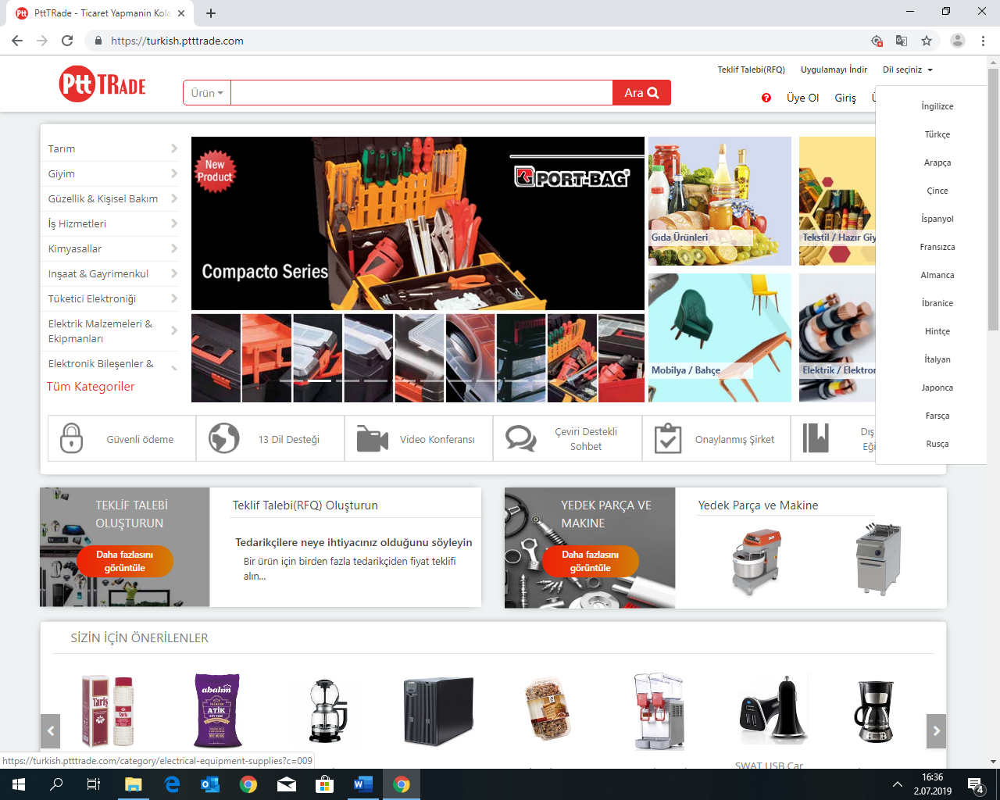 PttTRade - Ticaret Yapmanin Kola
https://turkish.ptttrade.com
Ptt TRade
Ürün
Ara
Teklif Talebi(RFQ)
Uygulamayı İndir
Dil seçiniz
Üye Ol
Giriş
İngilizce
Türkçe
Arapça
Çince
İspanyol
Fransızca
Almanca
İbranice
Hintçe
İtalyan
Japonca
Farsça
Rusça
Tarım
Giyim
Güzellik & Kişisel Bakım
İş Hizmetleri
Kimyasallar
Inşaat & Gayrimenkul
Tüketici Elektroniği
Elektrik Malzemeleri &
Ekipmanları
Elektronik Bileşenler &
Tüm Kategoriler
New
Product
PORT-BAG
Compacto Series
Gıda Ürünleri
Tekstil / Hazır Giy
Mobilya / Bahçe
Elektrik / Elektron
Güvenli ödeme
13 Dil Desteği
Video Konferansı
Çeviri Destekli
Sohbet
Onaylanmış Şirket
Dış
Eği
TEKLİF TALEBİ
OLUŞTURUN
Daha fazlasını
görüntüle
Teklif Talebi(RFQ) Oluşturun
Tedarikçilere neye ihtiyacınız olduğunu söyleyin
Bir ürün için birden fazla tedarikçiden fiyat teklifi
alın...
YEDEK PARÇA VE
MAKINE
Daha fazlasını
görüntüle
Yedek Parça ve Makine
SİZİN İÇİN ÖNERİLENLER
Tariş
Tariş
abalım
PREMIUM
ATİK
SWAT USB Car
https://turkish.ptttrade.com/category/electrical-equipment-supplies?c=009
16:36
2.07.2019
4